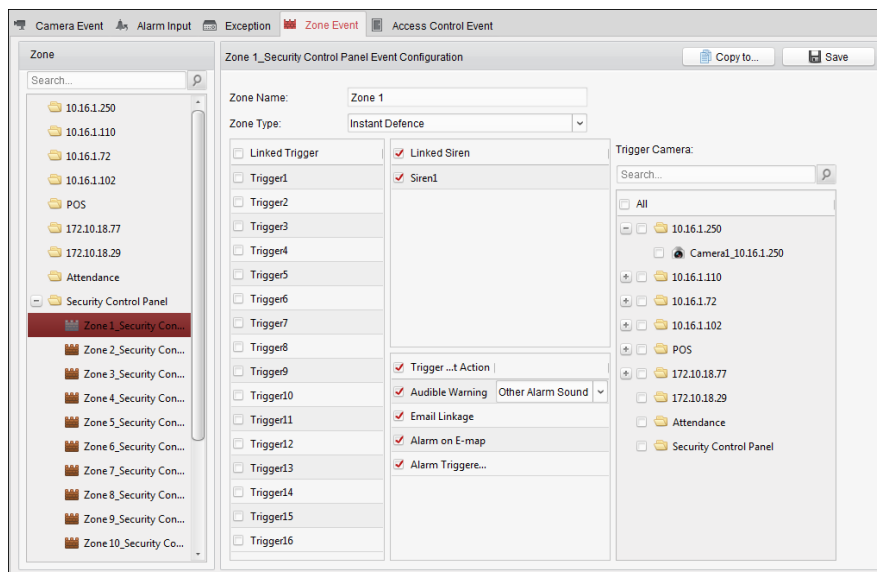 Camera Event Alarm Input Exception Zone Event Access Control Event
Zone
Search...
10.16.1.250
10.16.1.110
10.16.1.72
10.16.1.102
POS
172.10.18.77
172.10.18.29
Attendance
Security Control Panel
Zone 1_Security Con...
Zone 2_Security Con...
Zone 3_Security Con...
Zone 4_Security Con...
Zone 5_Security Con...
Zone 6_Security Con...
Zone 7_Security Con...
Zone 8_Security Con...
Zone 9_Security Con...
Zone 10_Security Co...
Zone 1_Security Control Panel Event Configuration
Copy to...
Save
Zone Name: Zone 1
Zone Type: Instant Defence
Linked Trigger
Trigger1
Trigger2
Trigger3
Trigger4
Trigger5
Trigger6
Trigger7
Trigger8
Trigger9
Trigger10
Trigger11
Trigger12
Trigger13
Trigger14
Trigger15
Trigger16
Linked Siren
Siren1
Trigger ...t Action
Audible Warning Other Alarm Sound
Email Linkage
Alarm on E-map
Alarm Triggere...
Trigger Camera:
Search...
All
10.16.1.250
Camera1_10.16.1.250
10.16.1.110
10.16.1.72
10.16.1.102
POS
172.10.18.77
172.10.18.29
Attendance
Security Control Panel